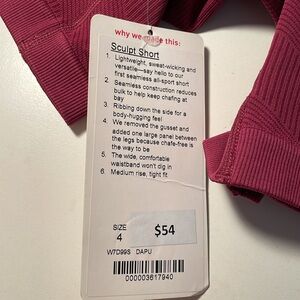 why we made this:
Sculpt Short
1. Lightweight, sweat-wicking and
versatile—say hello to our
first seamless all-sport short
2. Seamless construction reduces
bulk to help keep chafing at
bay
3. Ribbing down the side for a
body-hugging feel
4. We removed the gusset and
added one large panel between
the legs because chafe-free is
the way to be
5. The wide, comfortable
waistband won't dig in
6. Medium rise, tight fit
SIZE
4
$54
W7D99S DAPU
000003617940